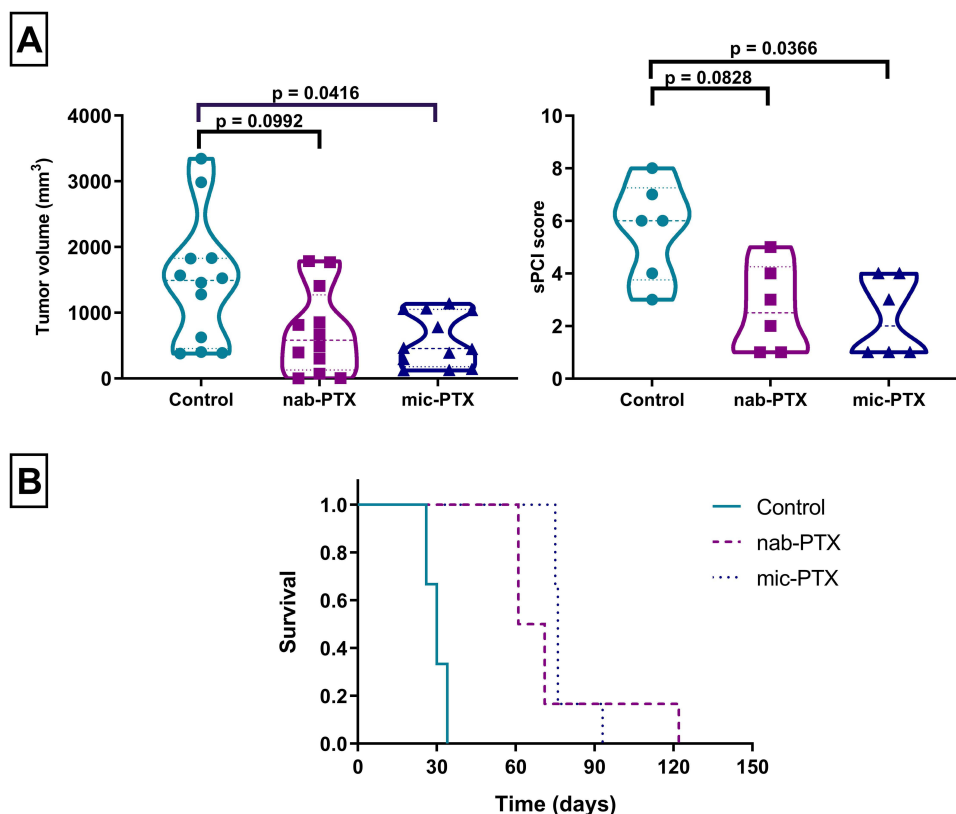 A
p = 0.0416
p = 0.0992
4000
3000
2000
1000
0
Tumor volume (mm³)
Control nab-PTX mic-PTX
p = 0.0366
p = 0.0828
10
8
6
4
2
0
sPCI score
Control nab-PTX mic-PTX
B
1.0
0.8
0.6
0.4
0.2
0.0
Survival
0 30 60 90 120 150
Time (days)
Control
nab-PTX
mic-PTX